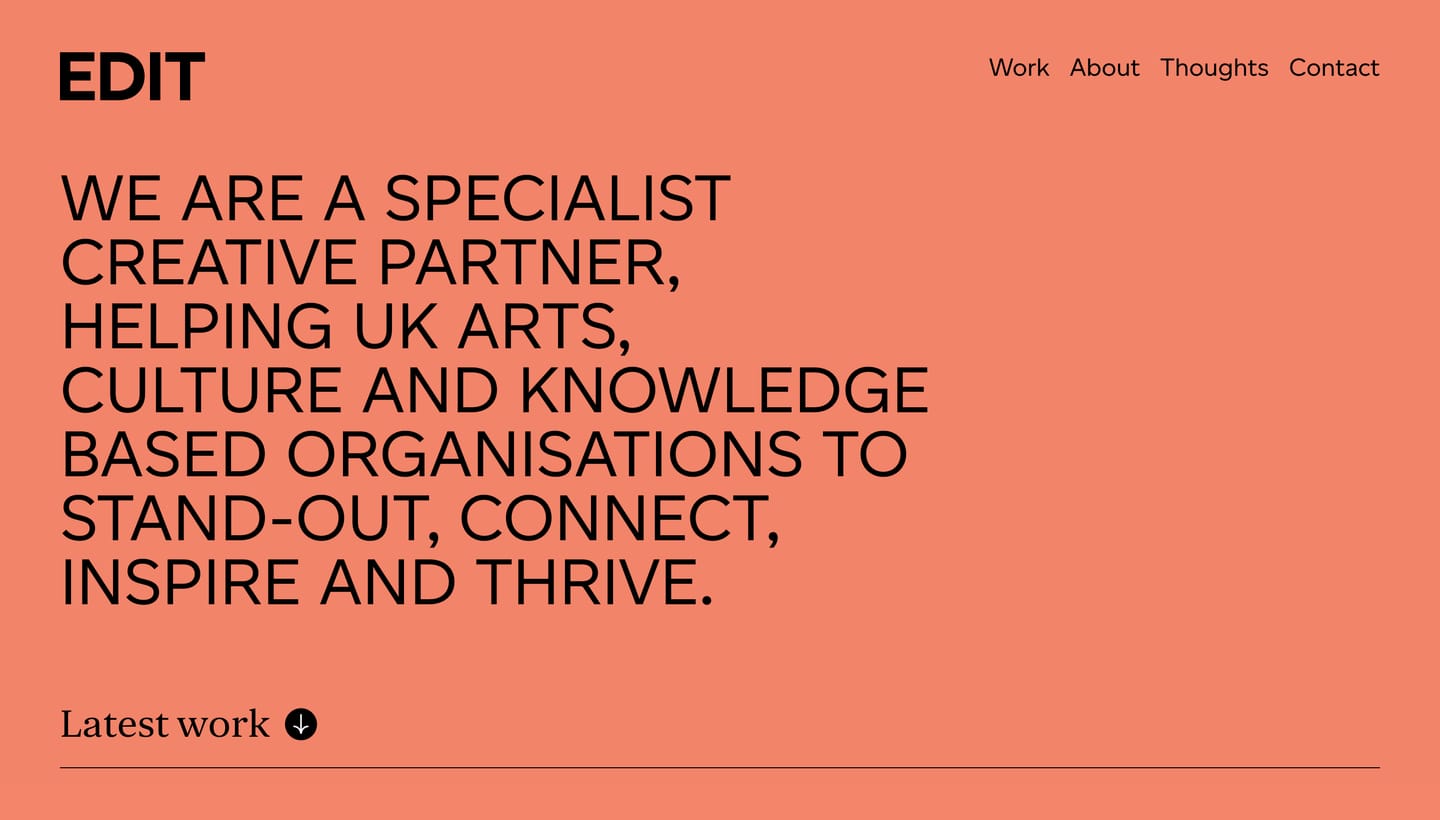 EDIT
Work About Thoughts Contact
WE ARE A SPECIALIST
CREATIVE PARTNER,
HELPING UK ARTS,
CULTURE AND KNOWLEDGE
BASED ORGANISATIONS TO
STAND-OUT, CONNECT,
INSPIRE AND THRIVE.
Latest work